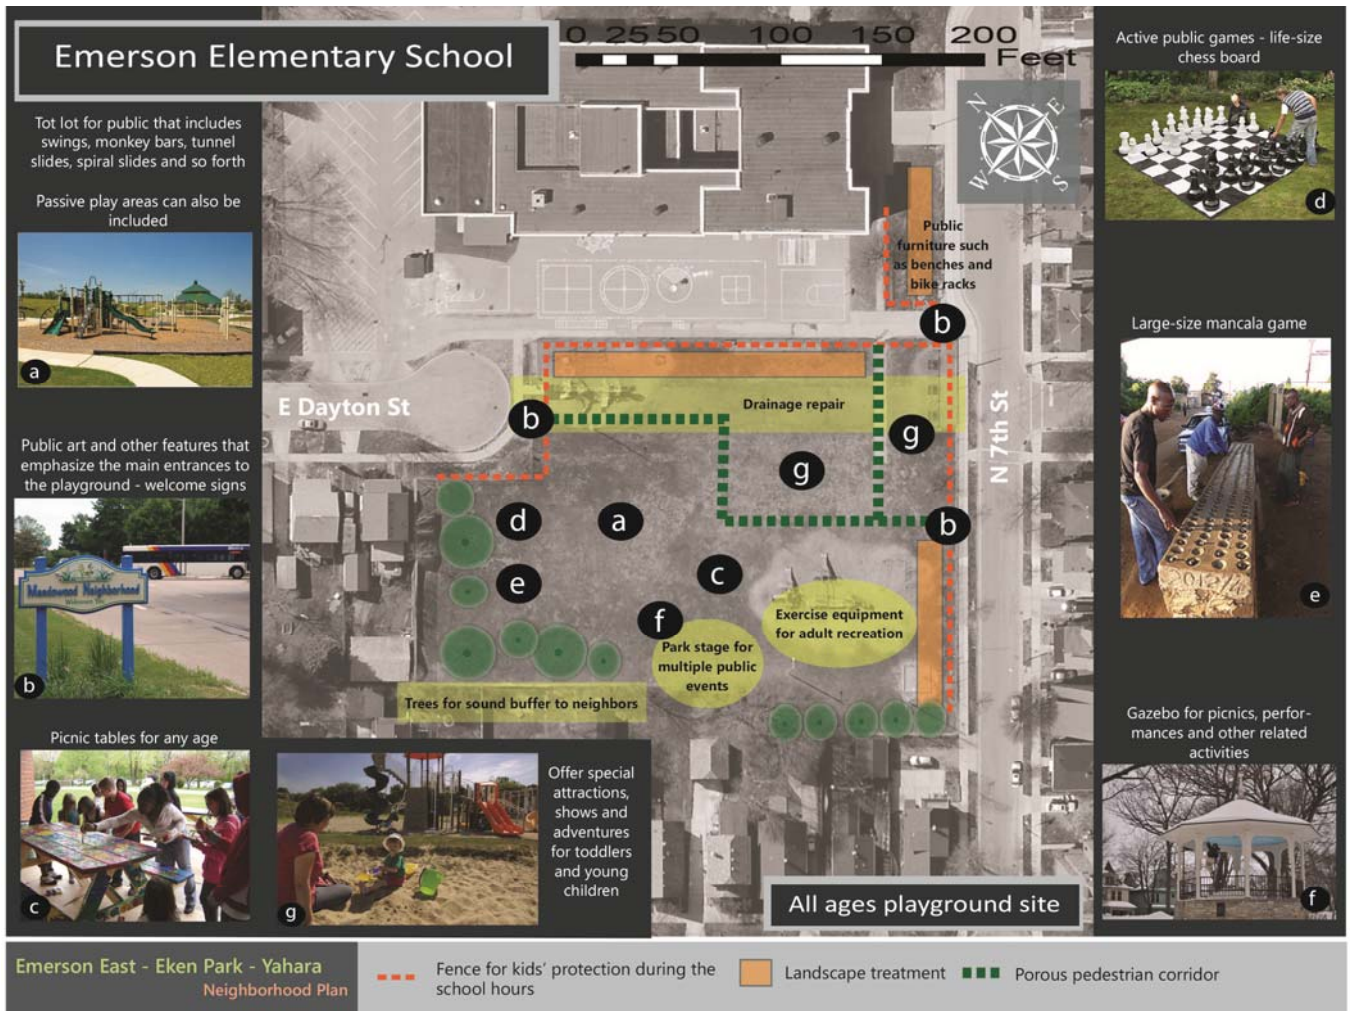 Emerson Elementary School
0 25 50 100 150 200
Feet
N
E
W
S
Tot lot for public that includes
swings, monkey bars, tunnel
slides, spiral slides and so forth
Passive play areas can also be
included
a
Public art and other features that
emphasize the main entrances to
the playground - welcome signs
Meadowood Neighborhood
b
Picnic tables for any age
c
g
Offer special
attractions,
shows and
adventures
for toddlers
and young
children
Public
furniture such
as benches and
bike racks
b
E Dayton St
b
Drainage repair
g
g
N 7th St
d
a
b
e
c
f
Exercise equipment
for adult recreation
Park stage for
multiple public
events
Trees for sound buffer to neighbors
All ages playground site
Active public games - life-size
chess board
d
Large-size mancala game
2012
e
Gazebo for picnics, perfor-
mances and other related
activities
f
Emerson East - Eken Park - Yahara
Neighborhood Plan
Fence for kids' protection during the
school hours
Landscape treatment
Porous pedestrian corridor